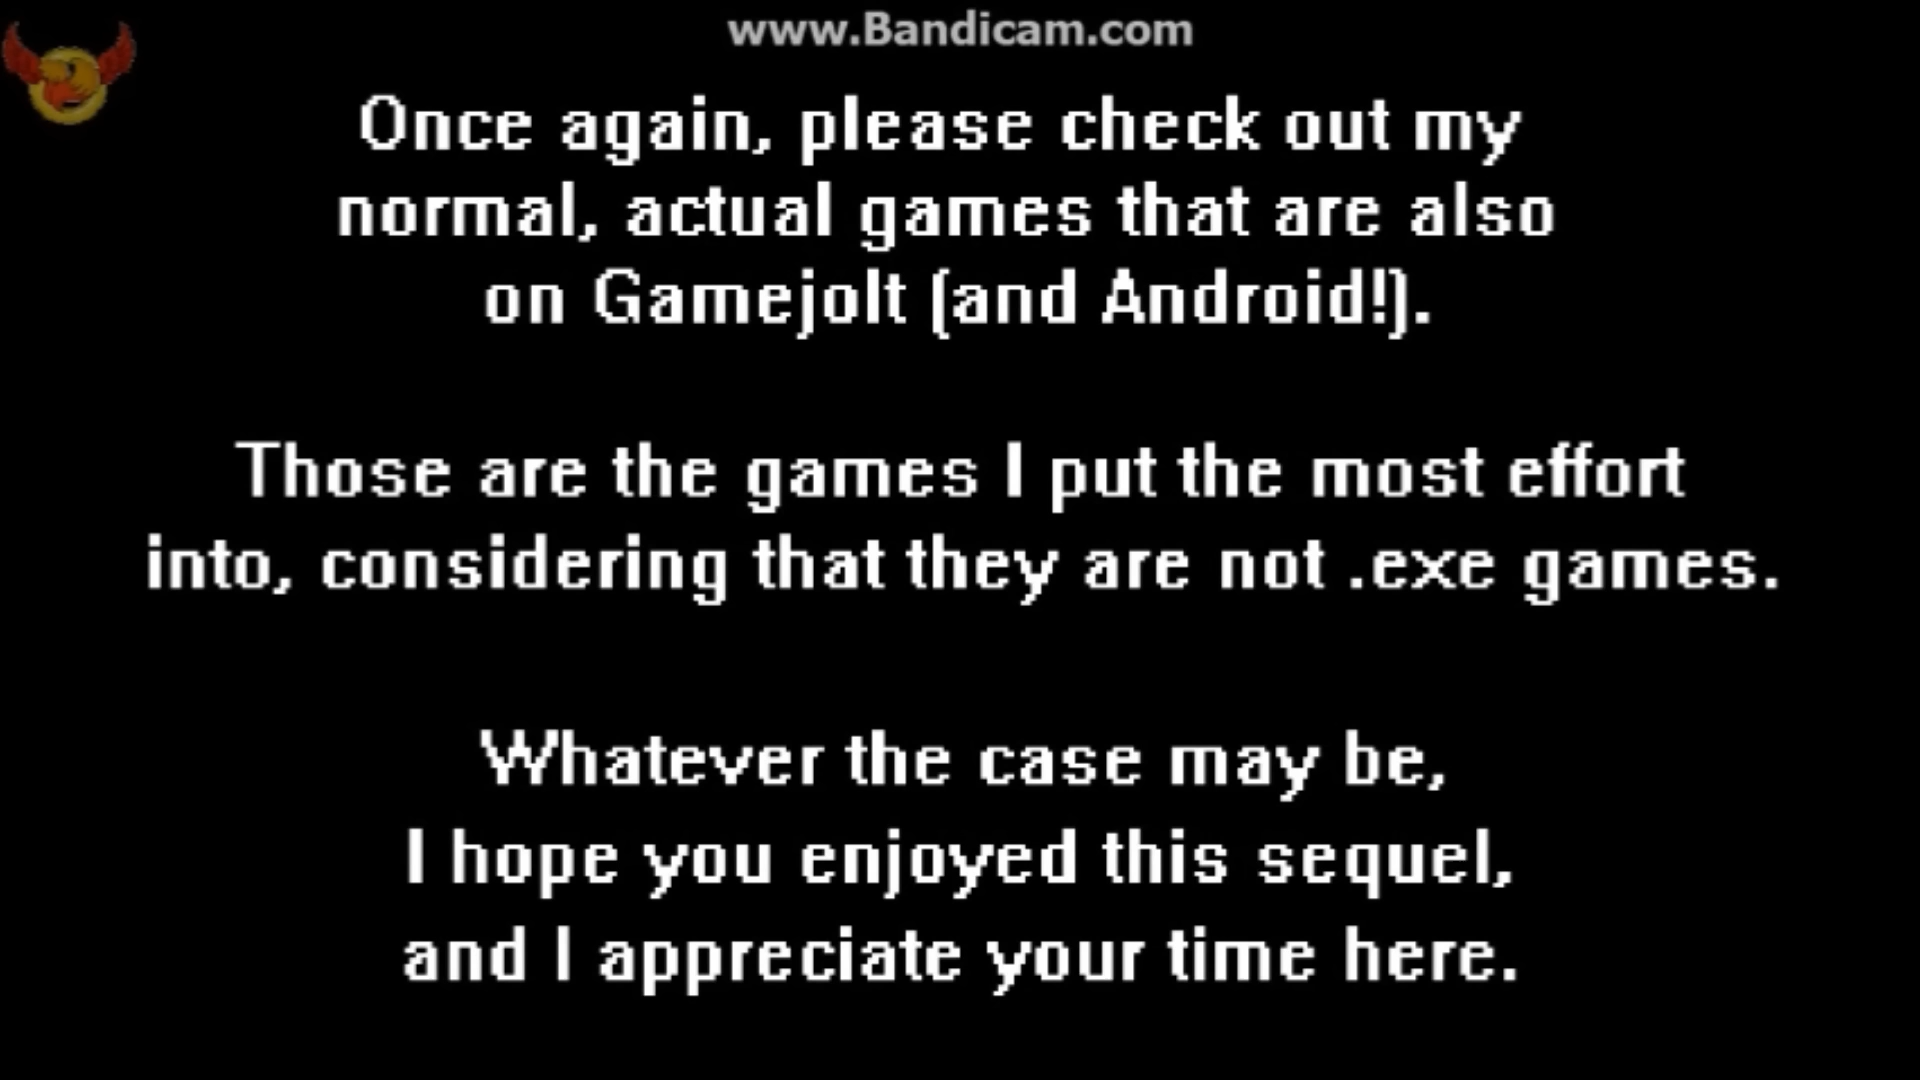 www.Bandicam.com
Once again, please check out my
normal, actual games that are also
on Gamejolt (and Android!).
Those are the games I put the most effort
into, considering that they are not .exe games.
Whatever the case may be,
I hope you enjoyed this sequel,
and I appreciate your time here.